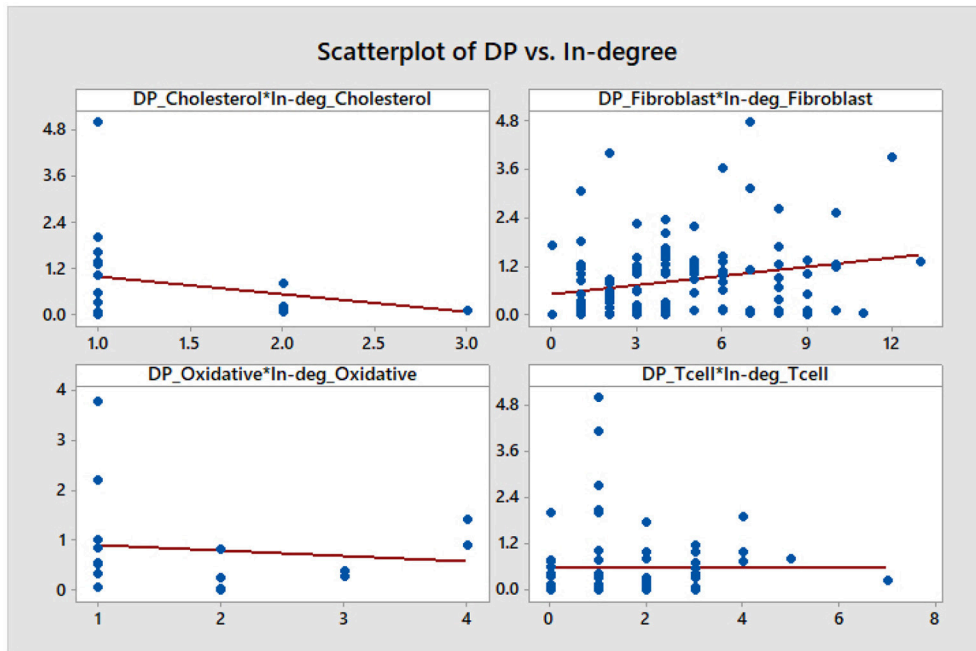 Scatterplot of DP vs. In-degree
DP_Cholesterol*In-deg_Cholesterol
4.8
3.6
2.4
1.2
0.0
1.0 1.5 2.0 2.5 3.0
DP_Fibroblast*In-deg_Fibroblast
4.8
3.6
2.4
1.2
0.0
0 3 6 9 12
DP_Oxidative*In-deg_Oxidative
4
3
2
1
0
1 2 3 4
DP_Tcell*In-deg_Tcell
4.8
3.6
2.4
1.2
0.0
0 2 4 6 8